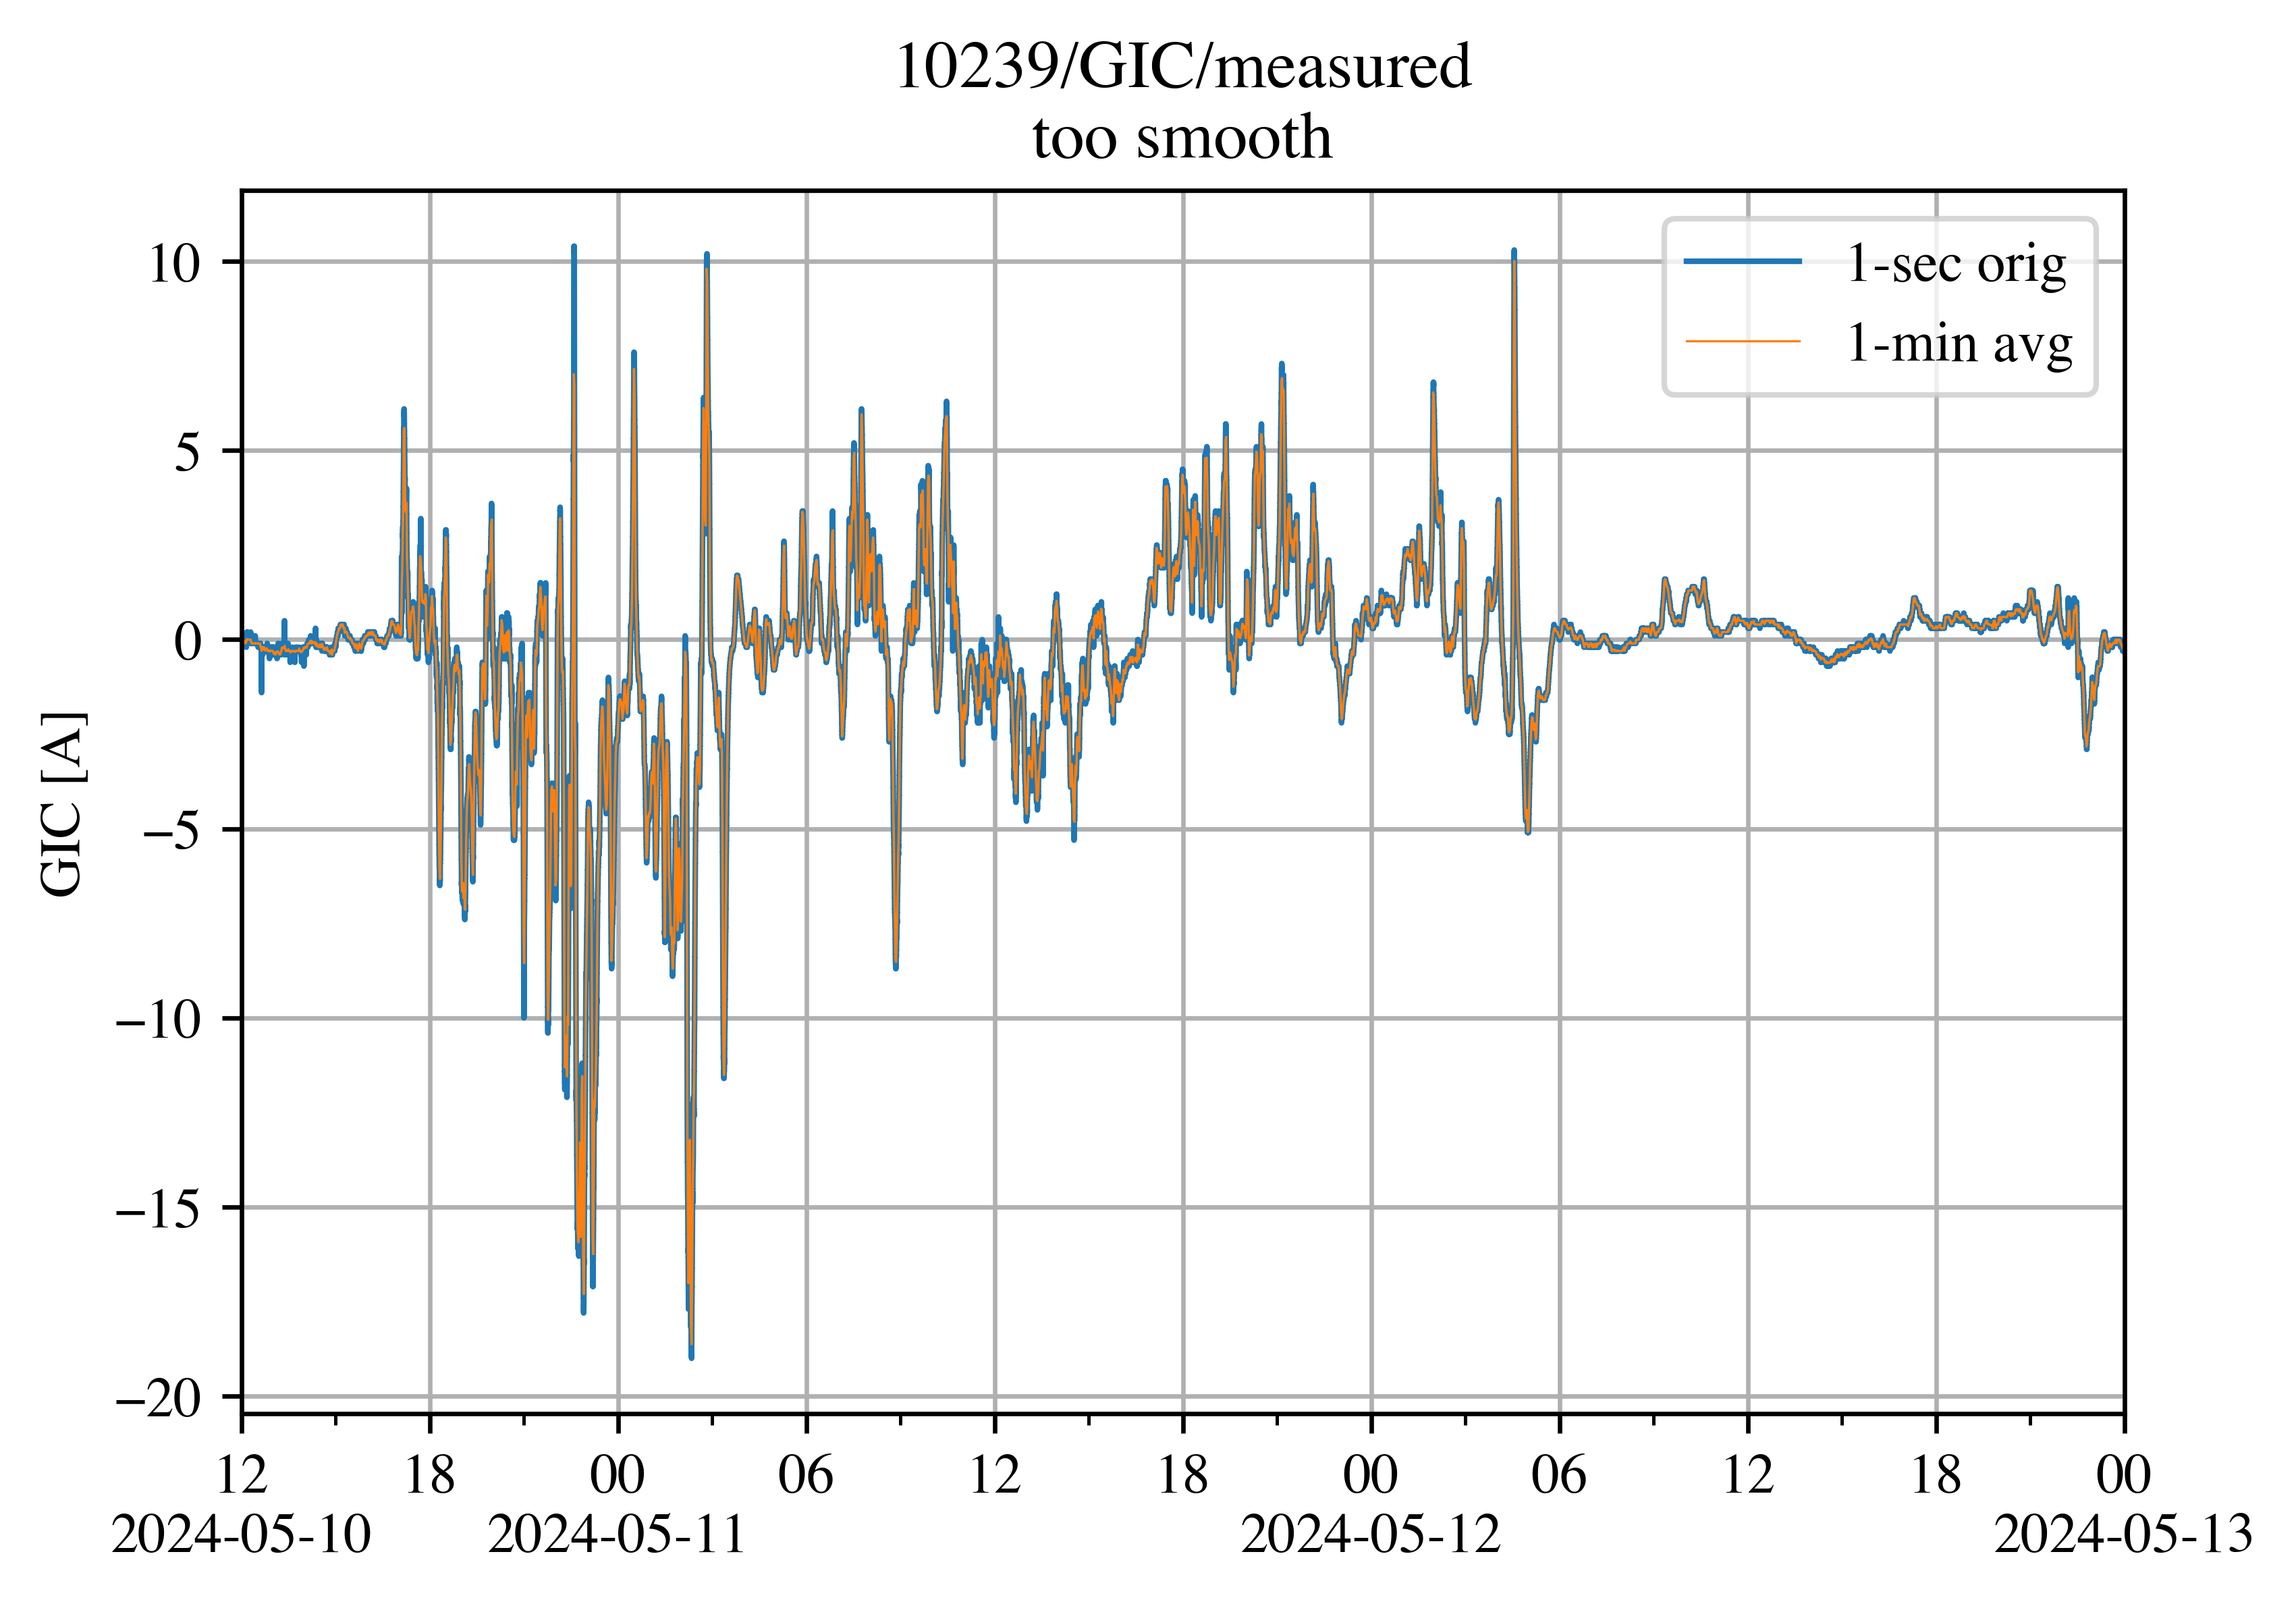 10239/GIC/measured
too smooth
1-sec orig
1-min avg
GIC [A]
10
5
0
−5
−10
−15
−20
12 18 00 06 12 18 00 06 12 18 00
2024-05-10 2024-05-11 2024-05-12 2024-05-13